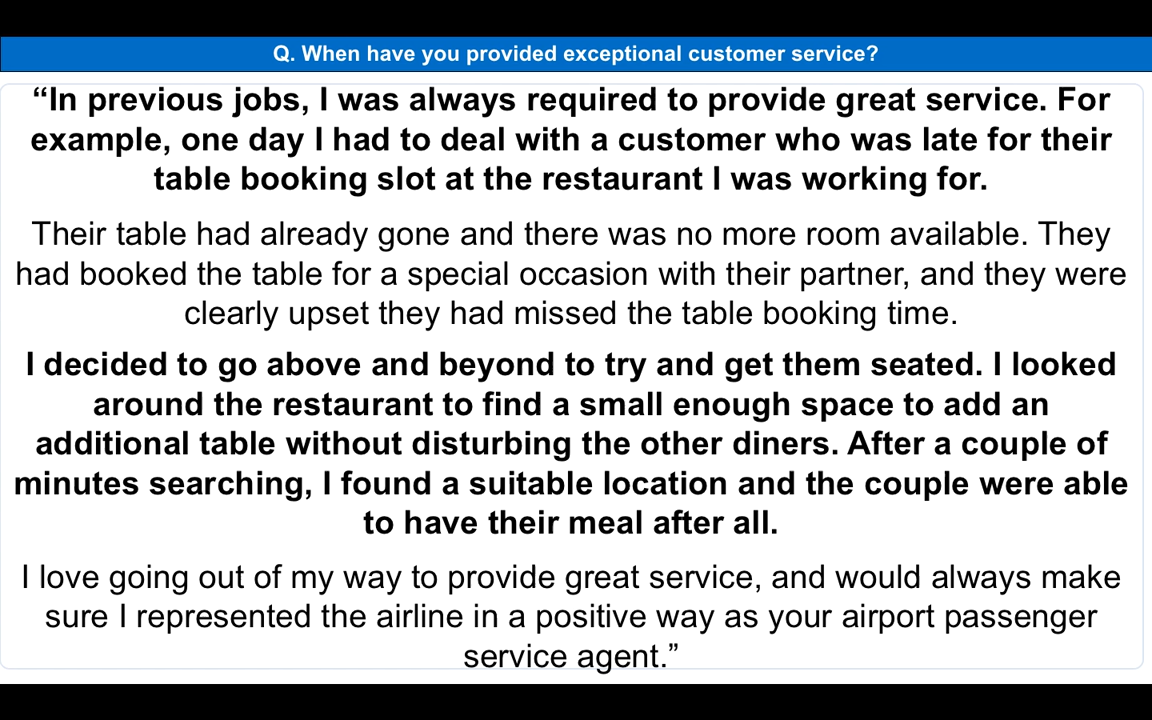 Q. When have you provided exceptional customer service?
“In previous jobs, I was always required to provide great service. For
example, one day I had to deal with a customer who was late for their
table booking slot at the restaurant I was working for.
Their table had already gone and there was no more room available. They
had booked the table for a special occasion with their partner, and they were
clearly upset they had missed the table booking time.
I decided to go above and beyond to try and get them seated. I looked
around the restaurant to find a small enough space to add an
additional table without disturbing the other diners. After a couple of
minutes searching, I found a suitable location and the couple were able
to have their meal after all.
I love going out of my way to provide great service, and would always make
sure I represented the airline in a positive way as your airport passenger
service agent.”